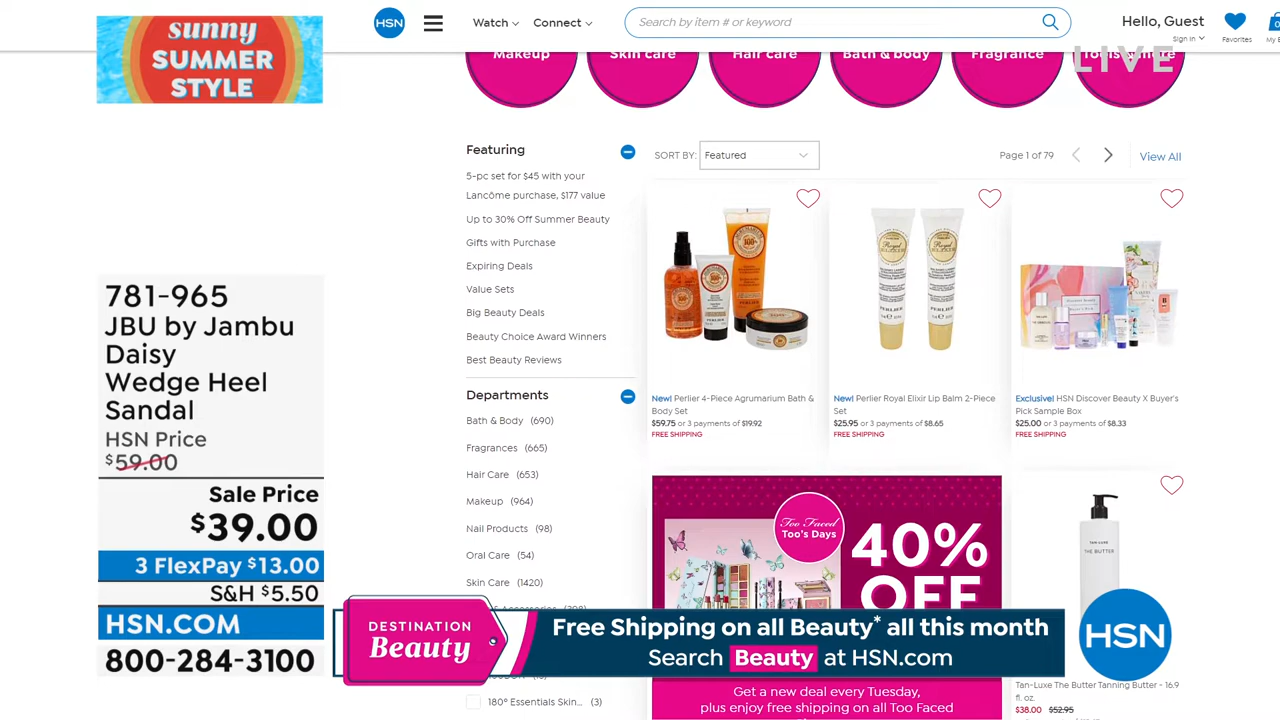 sunny
SUMMER
STYLE
HSN
Watch
Connect
Search by item # or keyword
Hello, Guest
Sign In
Favorites
LIVE
Makeup
Skin care
Hair care
Bath & body
Fragrance
Featuring
5-pc set for $45 with your
Lancôme purchase, $177 value
Up to 30% Off Summer Beauty
Gifts with Purchase
Expiring Deals
Value Sets
Big Beauty Deals
Beauty Choice Award Winners
Best Beauty Reviews
Departments
Bath & Body (690)
Fragrances (665)
Hair Care (653)
Makeup (964)
Nail Products (98)
Oral Care (54)
Skin Care (1420)
180° Essentials Skin... (3)
SORT BY: Featured
Page 1 of 79
View All
New! Perlier 4-Piece Agrumarium Bath &
Body Set
$59.75 or 3 payments of $19.92
FREE SHIPPING
New! Perlier Royal Elixir Lip Balm 2-Piece
Set
$25.95 or 3 payments of $8.65
FREE SHIPPING
Exclusive! HSN Discover Beauty X Buyer's
Pick Sample Box
$25.00 or 3 payments of $8.33
FREE SHIPPING
Too Faced
Too's Days
40%
OFF
Get a new deal every Tuesday,
plus enjoy free shipping on all Too Faced
TAN-LUXE
THE BUTTER
Tan-Luxe The Butter Tanning Butter - 16.9
fl. oz.
$38.00 $52.95
781-965
JBU by Jambu
Daisy
Wedge Heel
Sandal
HSN Price
$59.00
Sale Price
$39.00
3 FlexPay $13.00
S&H $5.50
HSN.COM
800-284-3100
DESTINATION
Beauty
Free Shipping on all Beauty* all this month
Search Beauty at HSN.com
HSN